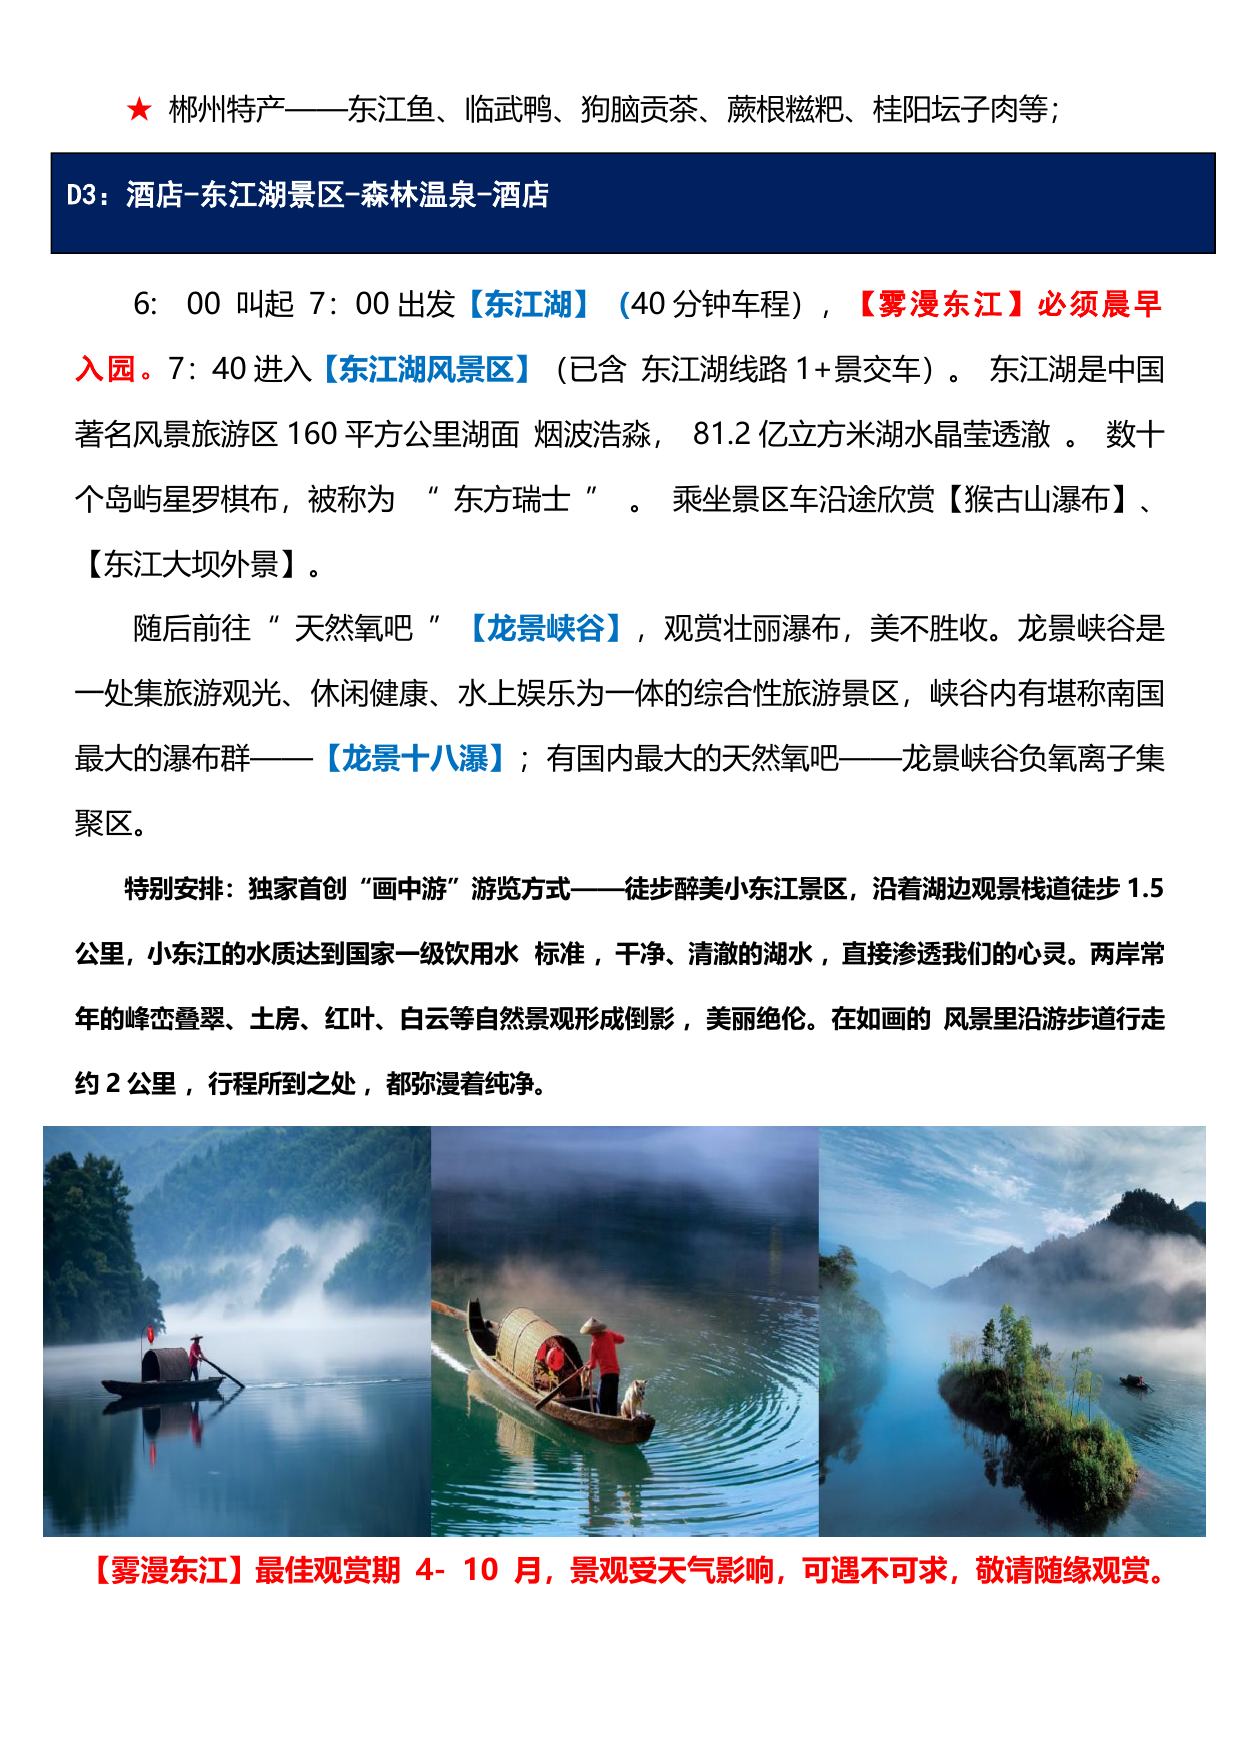 ★ 郴州特产——东江鱼、临武鸭、狗脑贡茶、蕨根糍粑、桂阳坛子肉等；
D3：酒店-东江湖景区-森林温泉-酒店
6： 00 叫起 7：00 出发【东江湖】（40 分钟车程），【雾漫东江】必须晨早
入园。7：40 进入【东江湖风景区】（已含 东江湖线路 1+景交车）。 东江湖是中国
著名风景旅游区 160 平方公里湖面 烟波浩淼， 81.2 亿立方米湖水晶莹透澈 。 数十
个岛屿星罗棋布，被称为 “ 东方瑞士 ” 。 乘坐景区车沿途欣赏【猴古山瀑布】、
【东江大坝外景】。
随后前往“ 天然氧吧 ”【龙景峡谷】，观赏壮丽瀑布，美不胜收。龙景峡谷是
一处集旅游观光、休闲健康、水上娱乐为一体的综合性旅游景区，峡谷内有堪称南国
最大的瀑布群——【龙景十八瀑】；有国内最大的天然氧吧——龙景峡谷负氧离子集
聚区。
特别安排：独家首创“画中游”游览方式——徒步醉美小东江景区，沿着湖边观景栈道徒步 1.5
公里，小东江的水质达到国家一级饮用水 标准 ，干净、清澈的湖水 ，直接渗透我们的心灵。两岸常
年的峰峦叠翠、土房、红叶、白云等自然景观形成倒影 ，美丽绝伦。在如画的 风景里沿游步道行走
约 2 公里 ，行程所到之处 ，都弥漫着纯净。
【雾漫东江】最佳观赏期 4- 10 月，景观受天气影响，可遇不可求，敬请随缘观赏。